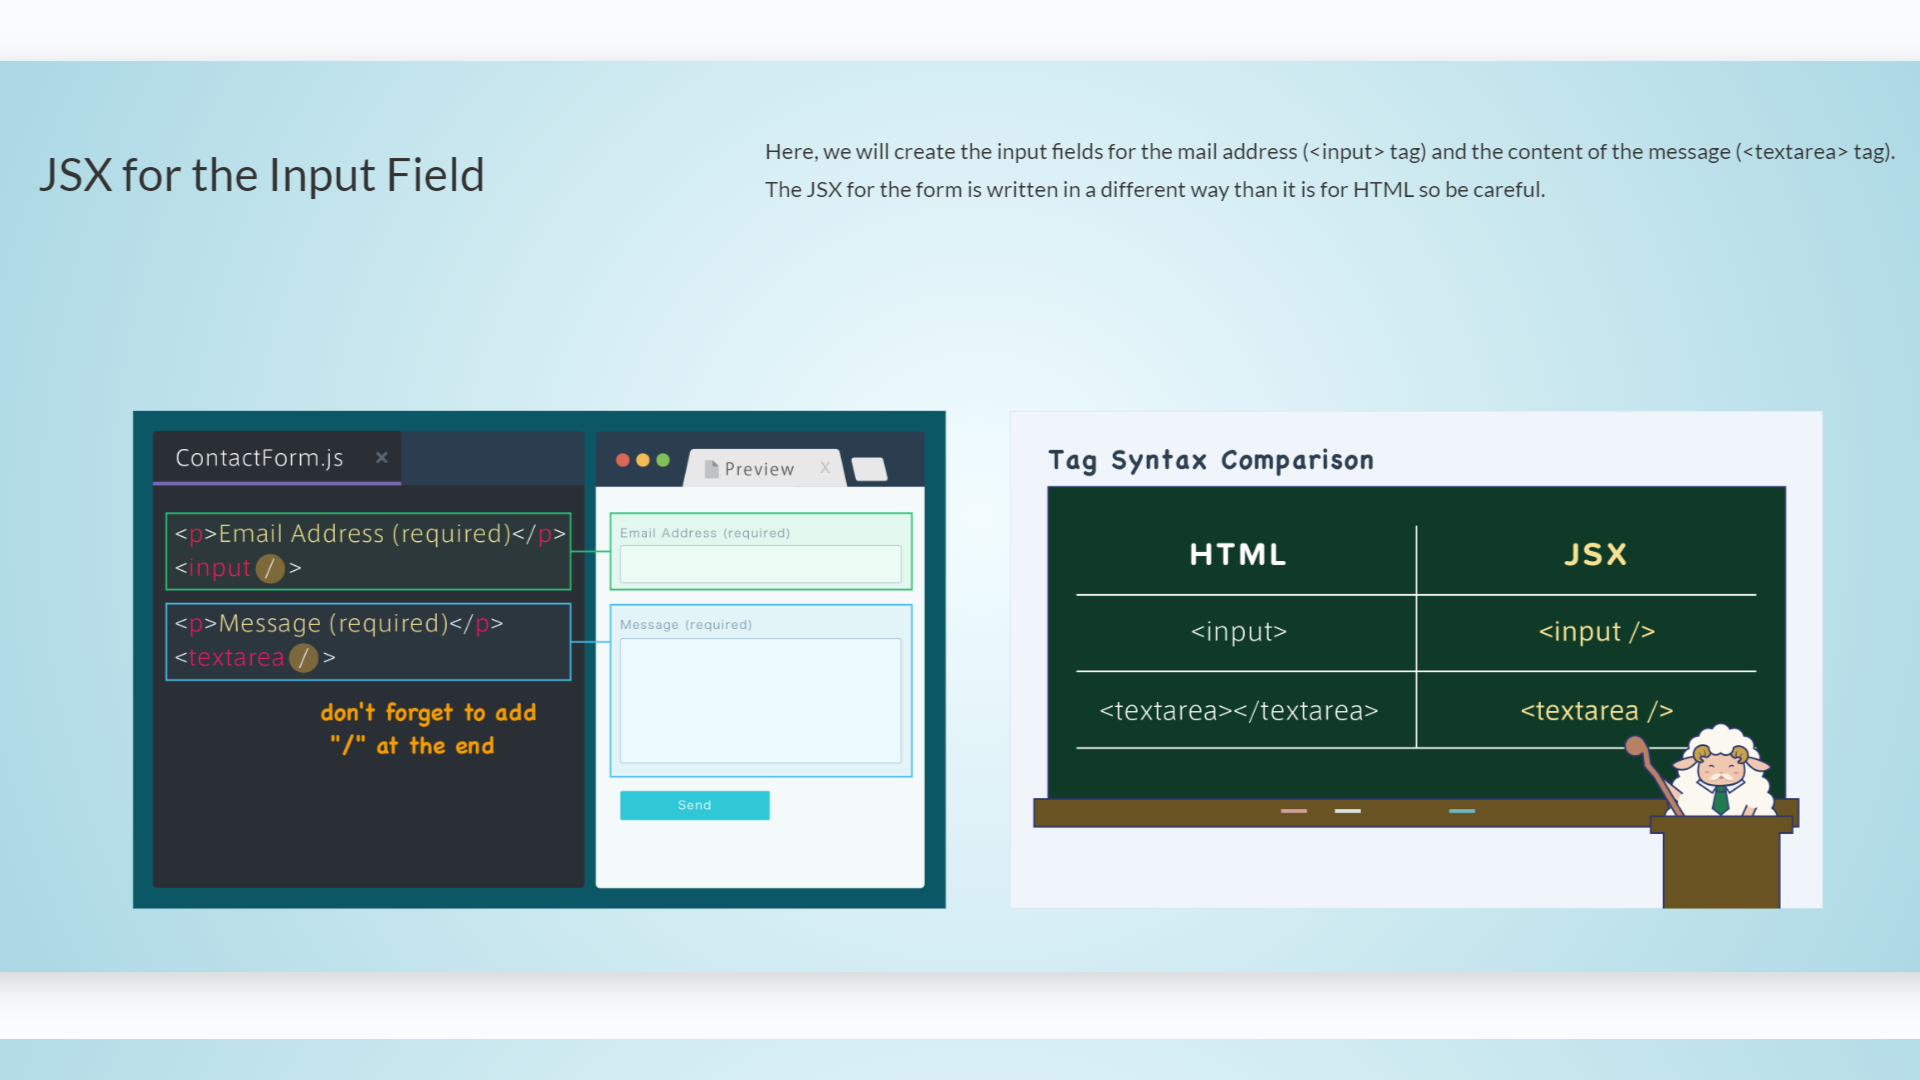 JSX for the Input Field
Here, we will create the input fields for the mail address (<input> tag) and the content of the message (<textarea> tag).
The JSX for the form is written in a different way than it is for HTML so be careful.
ContactForm.js ×
<p>Email Address (required)</p>
<input / >
<p>Message (required)</p>
<textarea / >
don't forget to add
"/" at the end
Preview X
Email Address (required)
Message (required)
Send
Tag Syntax Comparison
HTML JSX
<input> <input />
<textarea></textarea> <textarea />